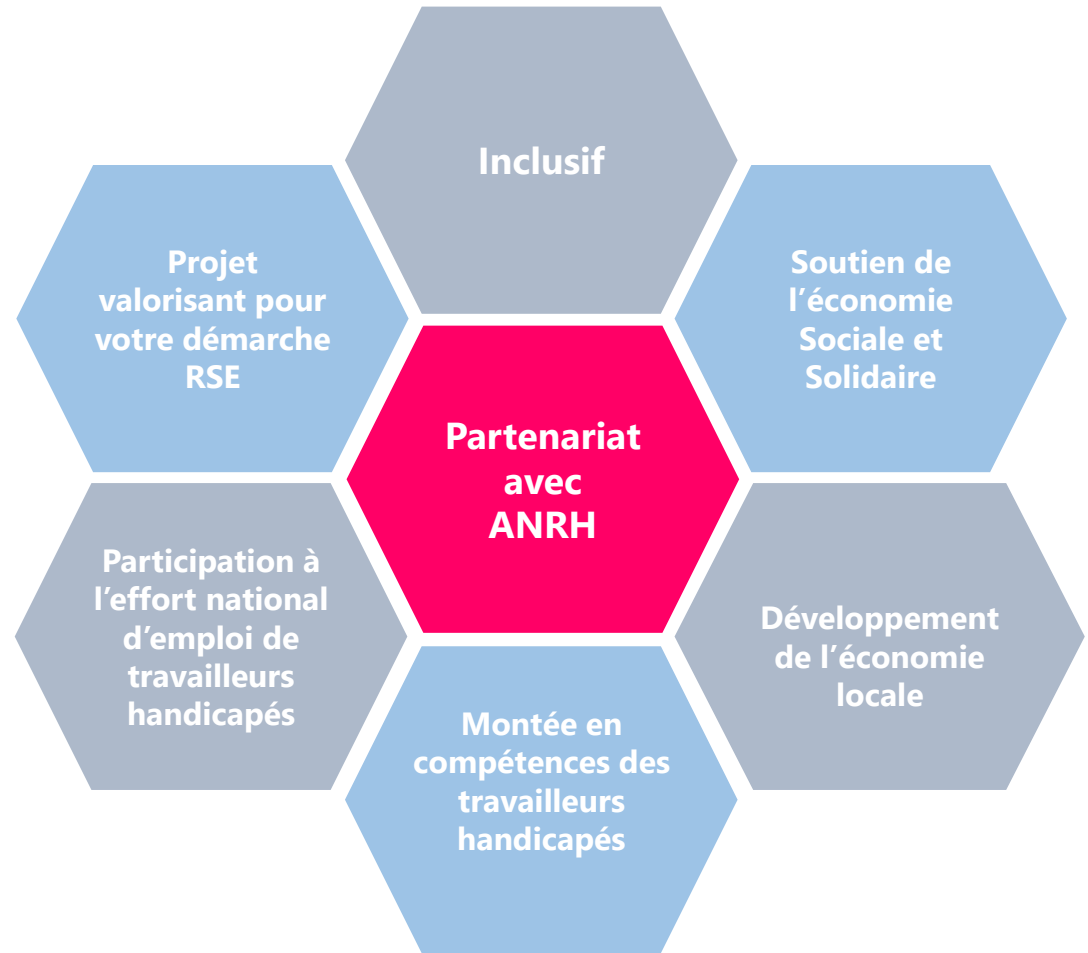 Inclusif
Projet
valorisant pour
votre démarche
RSE
Soutien de
l’économie
Sociale et
Solidaire
Partenariat
avec
ANRH
Participation à
l’effort national
d’emploi de
travailleurs
handicapés
Développement
de l’économie
locale
Montée en
compétences des
travailleurs
handicapés